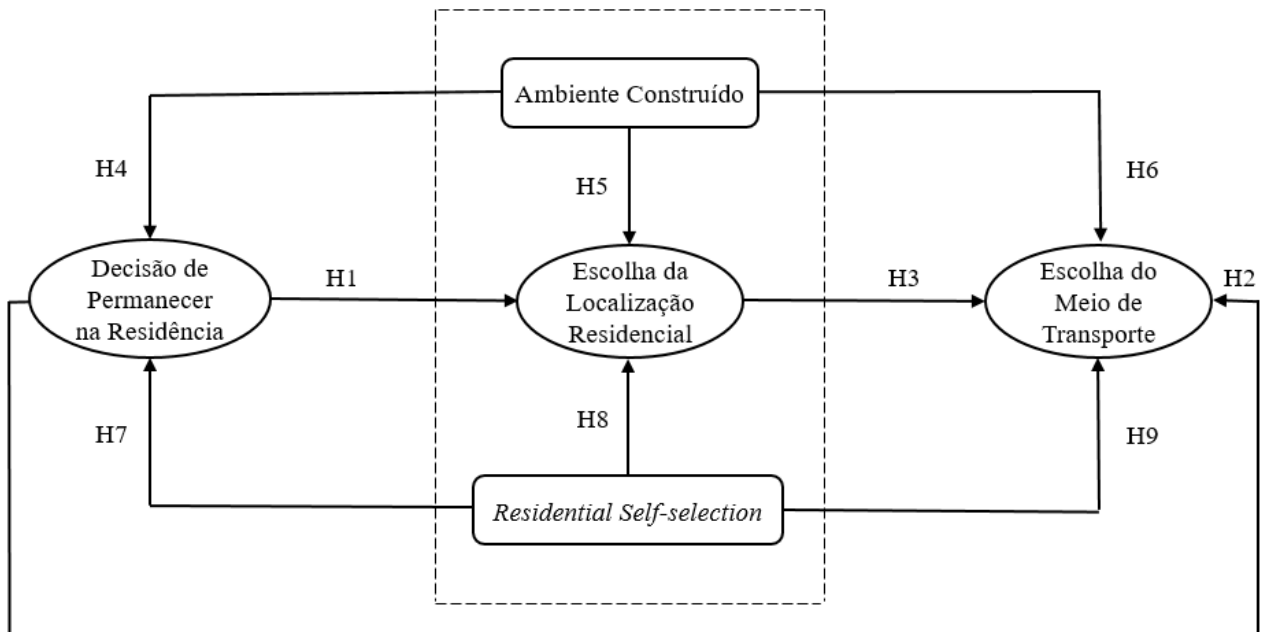 Ambiente Construído
H4
H5
H6
Decisão de
Permanecer
na Residência
H1
Escolha da
Localização
Residencial
H3
Escolha do
Meio de
Transporte
H2
H7
H8
H9
Residential Self-selection